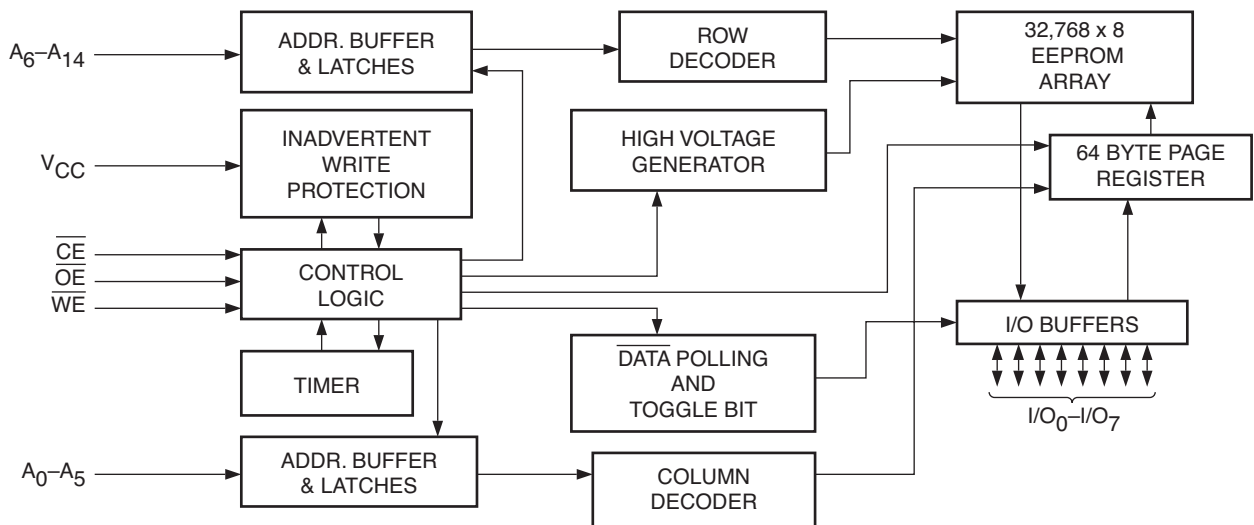 A6–A14
ADDR. BUFFER
& LATCHES
ROW
DECODER
32,768 x 8
EEPROM
ARRAY
VCC
INADVERTENT
WRITE
PROTECTION
HIGH VOLTAGE
GENERATOR
64 BYTE PAGE
REGISTER
CE
OE
WE
CONTROL
LOGIC
I/O BUFFERS
TIMER
DATA POLLING
AND
TOGGLE BIT
I/O0–I/O7
A0–A5
ADDR. BUFFER
& LATCHES
COLUMN
DECODER